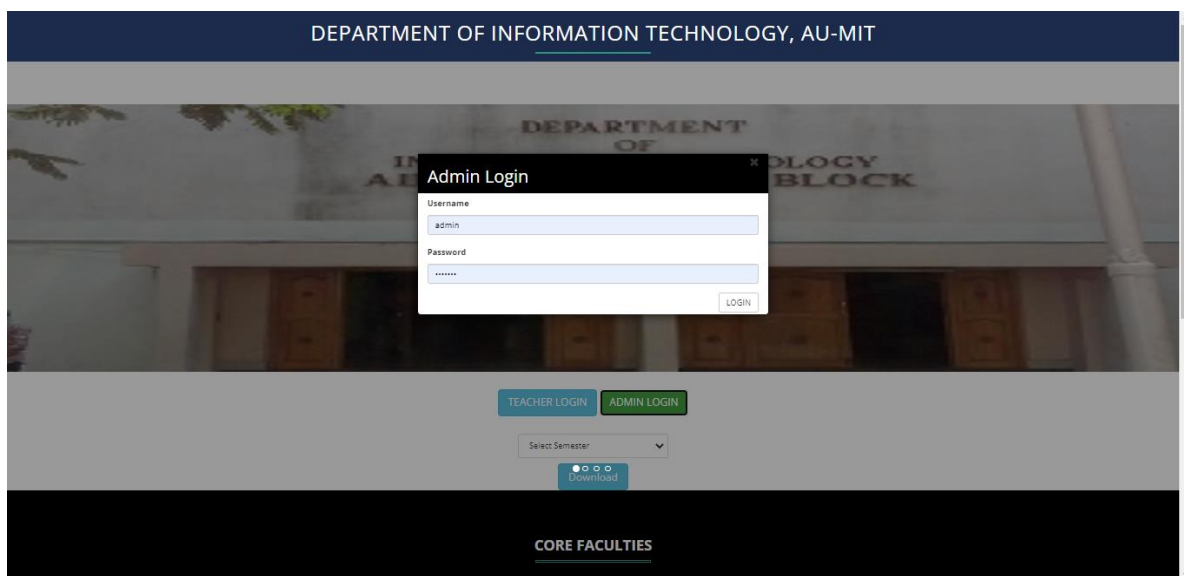 DEPARTMENT OF INFORMATION TECHNOLOGY, AU-MIT
DEPARTMENT
OF
IN OLOGY
BLOCK
Admin Login ×
Username
admin
Password
•••••••
LOGIN
TEACHER LOGIN ADMIN LOGIN
Select Semester
Download
CORE FACULTIES